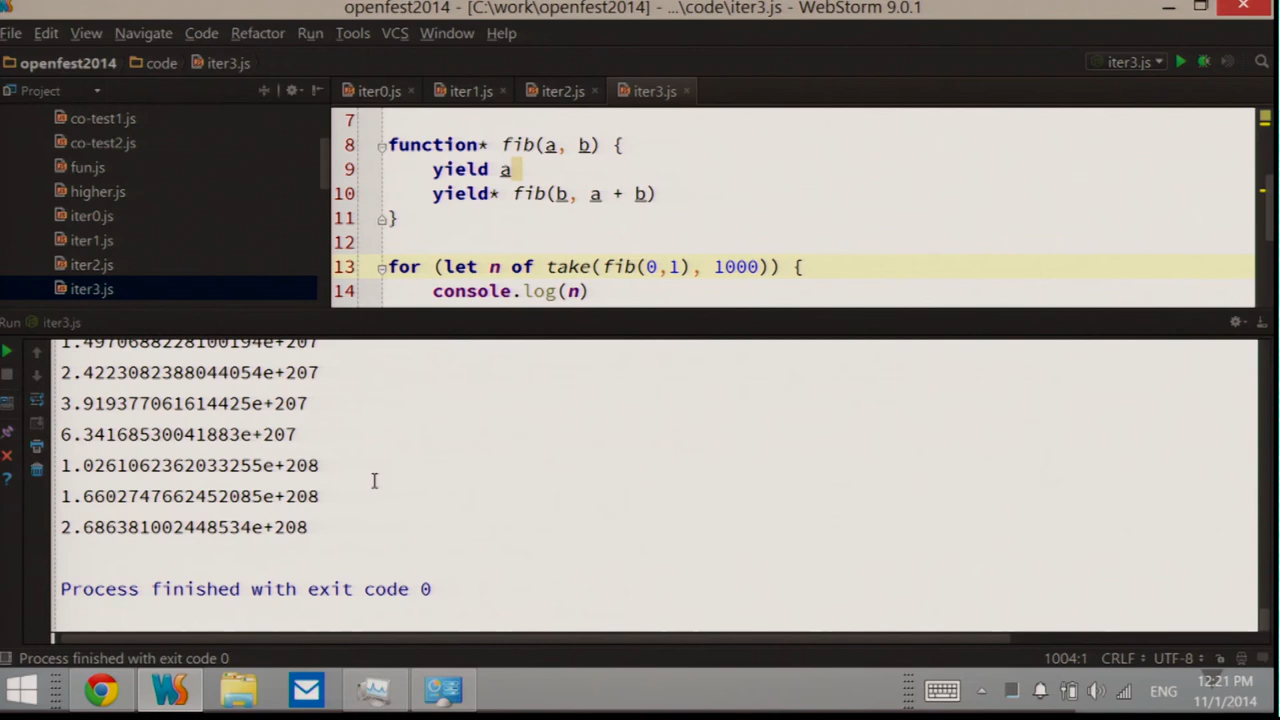 openfest2014 - [C:\work\openfest2014] - ...\code\iter3.js - WebStorm 9.0.1
File Edit View Navigate Code Refactor Run Tools VCS Window Help
openfest2014 code iter3.js iter3.js
Project iter0.js iter1.js iter2.js iter3.js
co-test1.js
co-test2.js
fun.js
higher.js
iter0.js
iter1.js
iter2.js
iter3.js
7
8 function* fib(a, b) {
9 yield a
10 yield* fib(b, a + b)
11 }
12
13 for (let n of take(fib(0,1), 1000)) {
14 console.log(n)
Run iter3.js
1.4970688228100194e+207
2.4223082388044054e+207
3.919377061614425e+207
6.34168530041883e+207
1.0261062362033255e+208
1.6602747662452085e+208
2.686381002448534e+208
Process finished with exit code 0
Process finished with exit code 0 1004:1 CRLF UTF-8
ENG 12:21 PM
11/1/2014